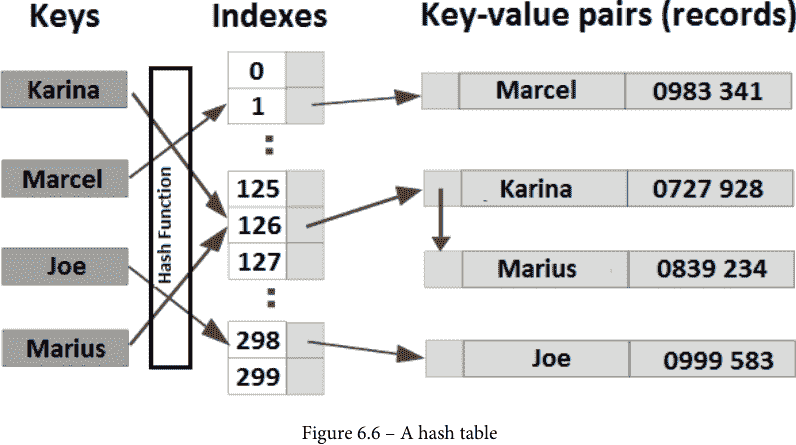 Keys Indexes Key-value pairs (records)
Karina
Marcel
Joe
Marius
Hash Function
0
1
125
126
127
298
299
Marcel 0983 341
Karina 0727 928
Marius 0839 234
Joe 0999 583
Figure 6.6 – A hash table